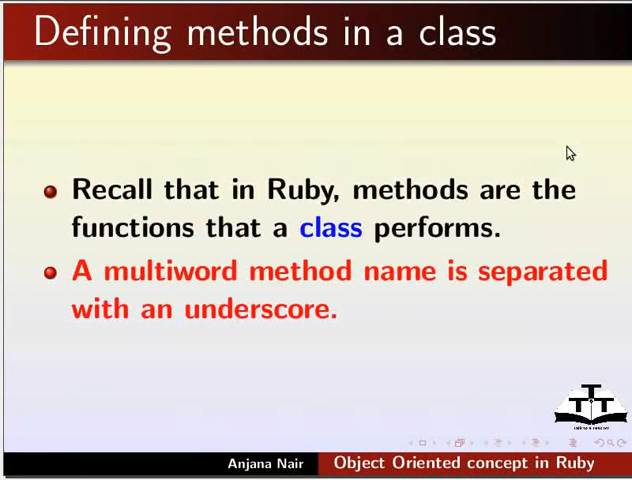 Defining methods in a class
Recall that in Ruby, methods are the
functions that a class performs.
A multiword method name is separated
with an underscore.
TTT
Anjana Nair
Object Oriented concept in Ruby